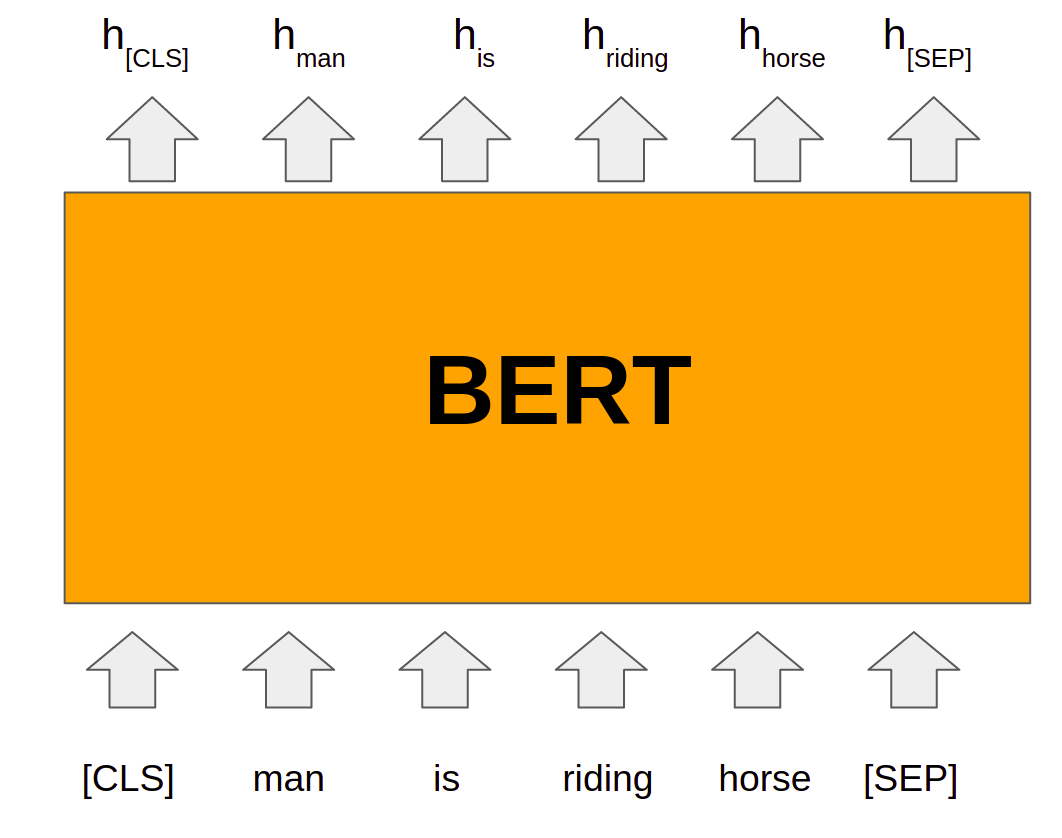 h[CLS] hman his hriding hhorse h[SEP]
BERT
[CLS] man is riding horse [SEP]